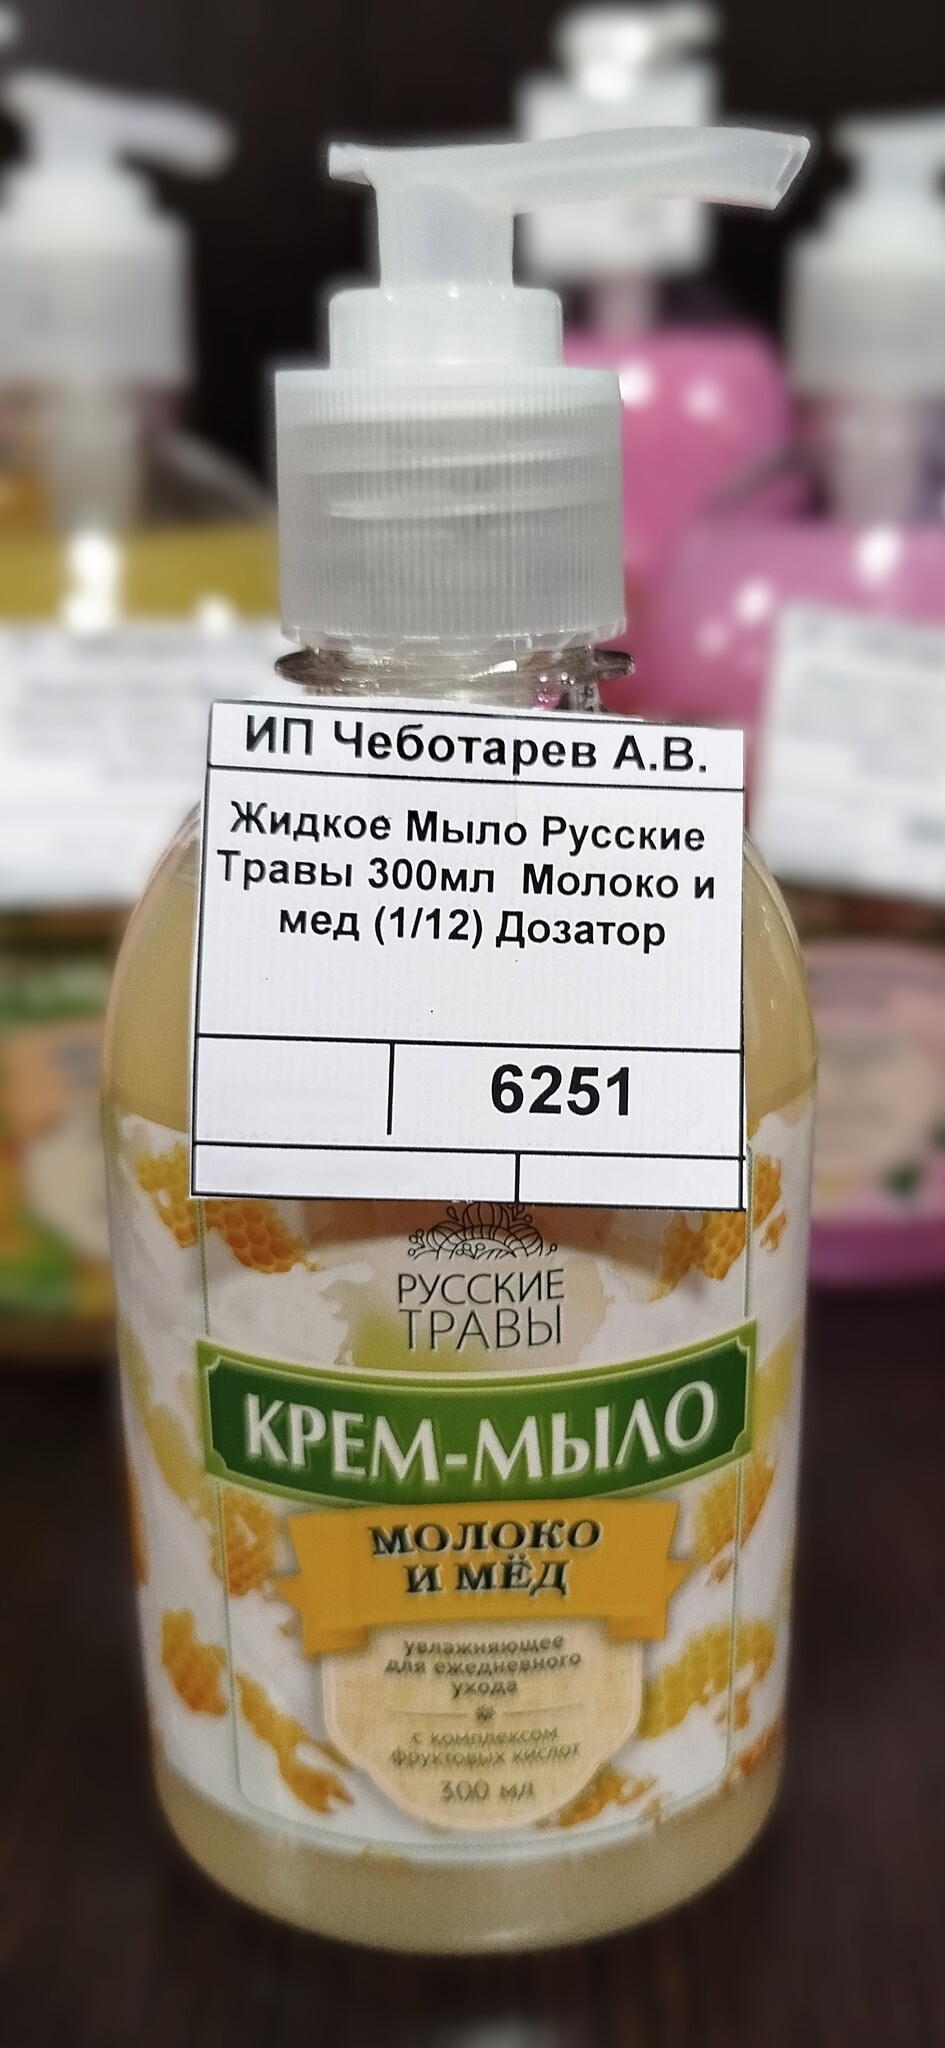 ИП Чеботарев А.В.
Жидкое Мыло Русские
Травы 300мл Молоко и
мед (1/12) Дозатор
6251
РУССКИЕ
ТРАВЫ
КРЕМ-МЫЛО
МОЛОКО
И МЁД
увлажняющее
для ежедневного
ухода
с комплексом
фруктовых кислот
300 мл